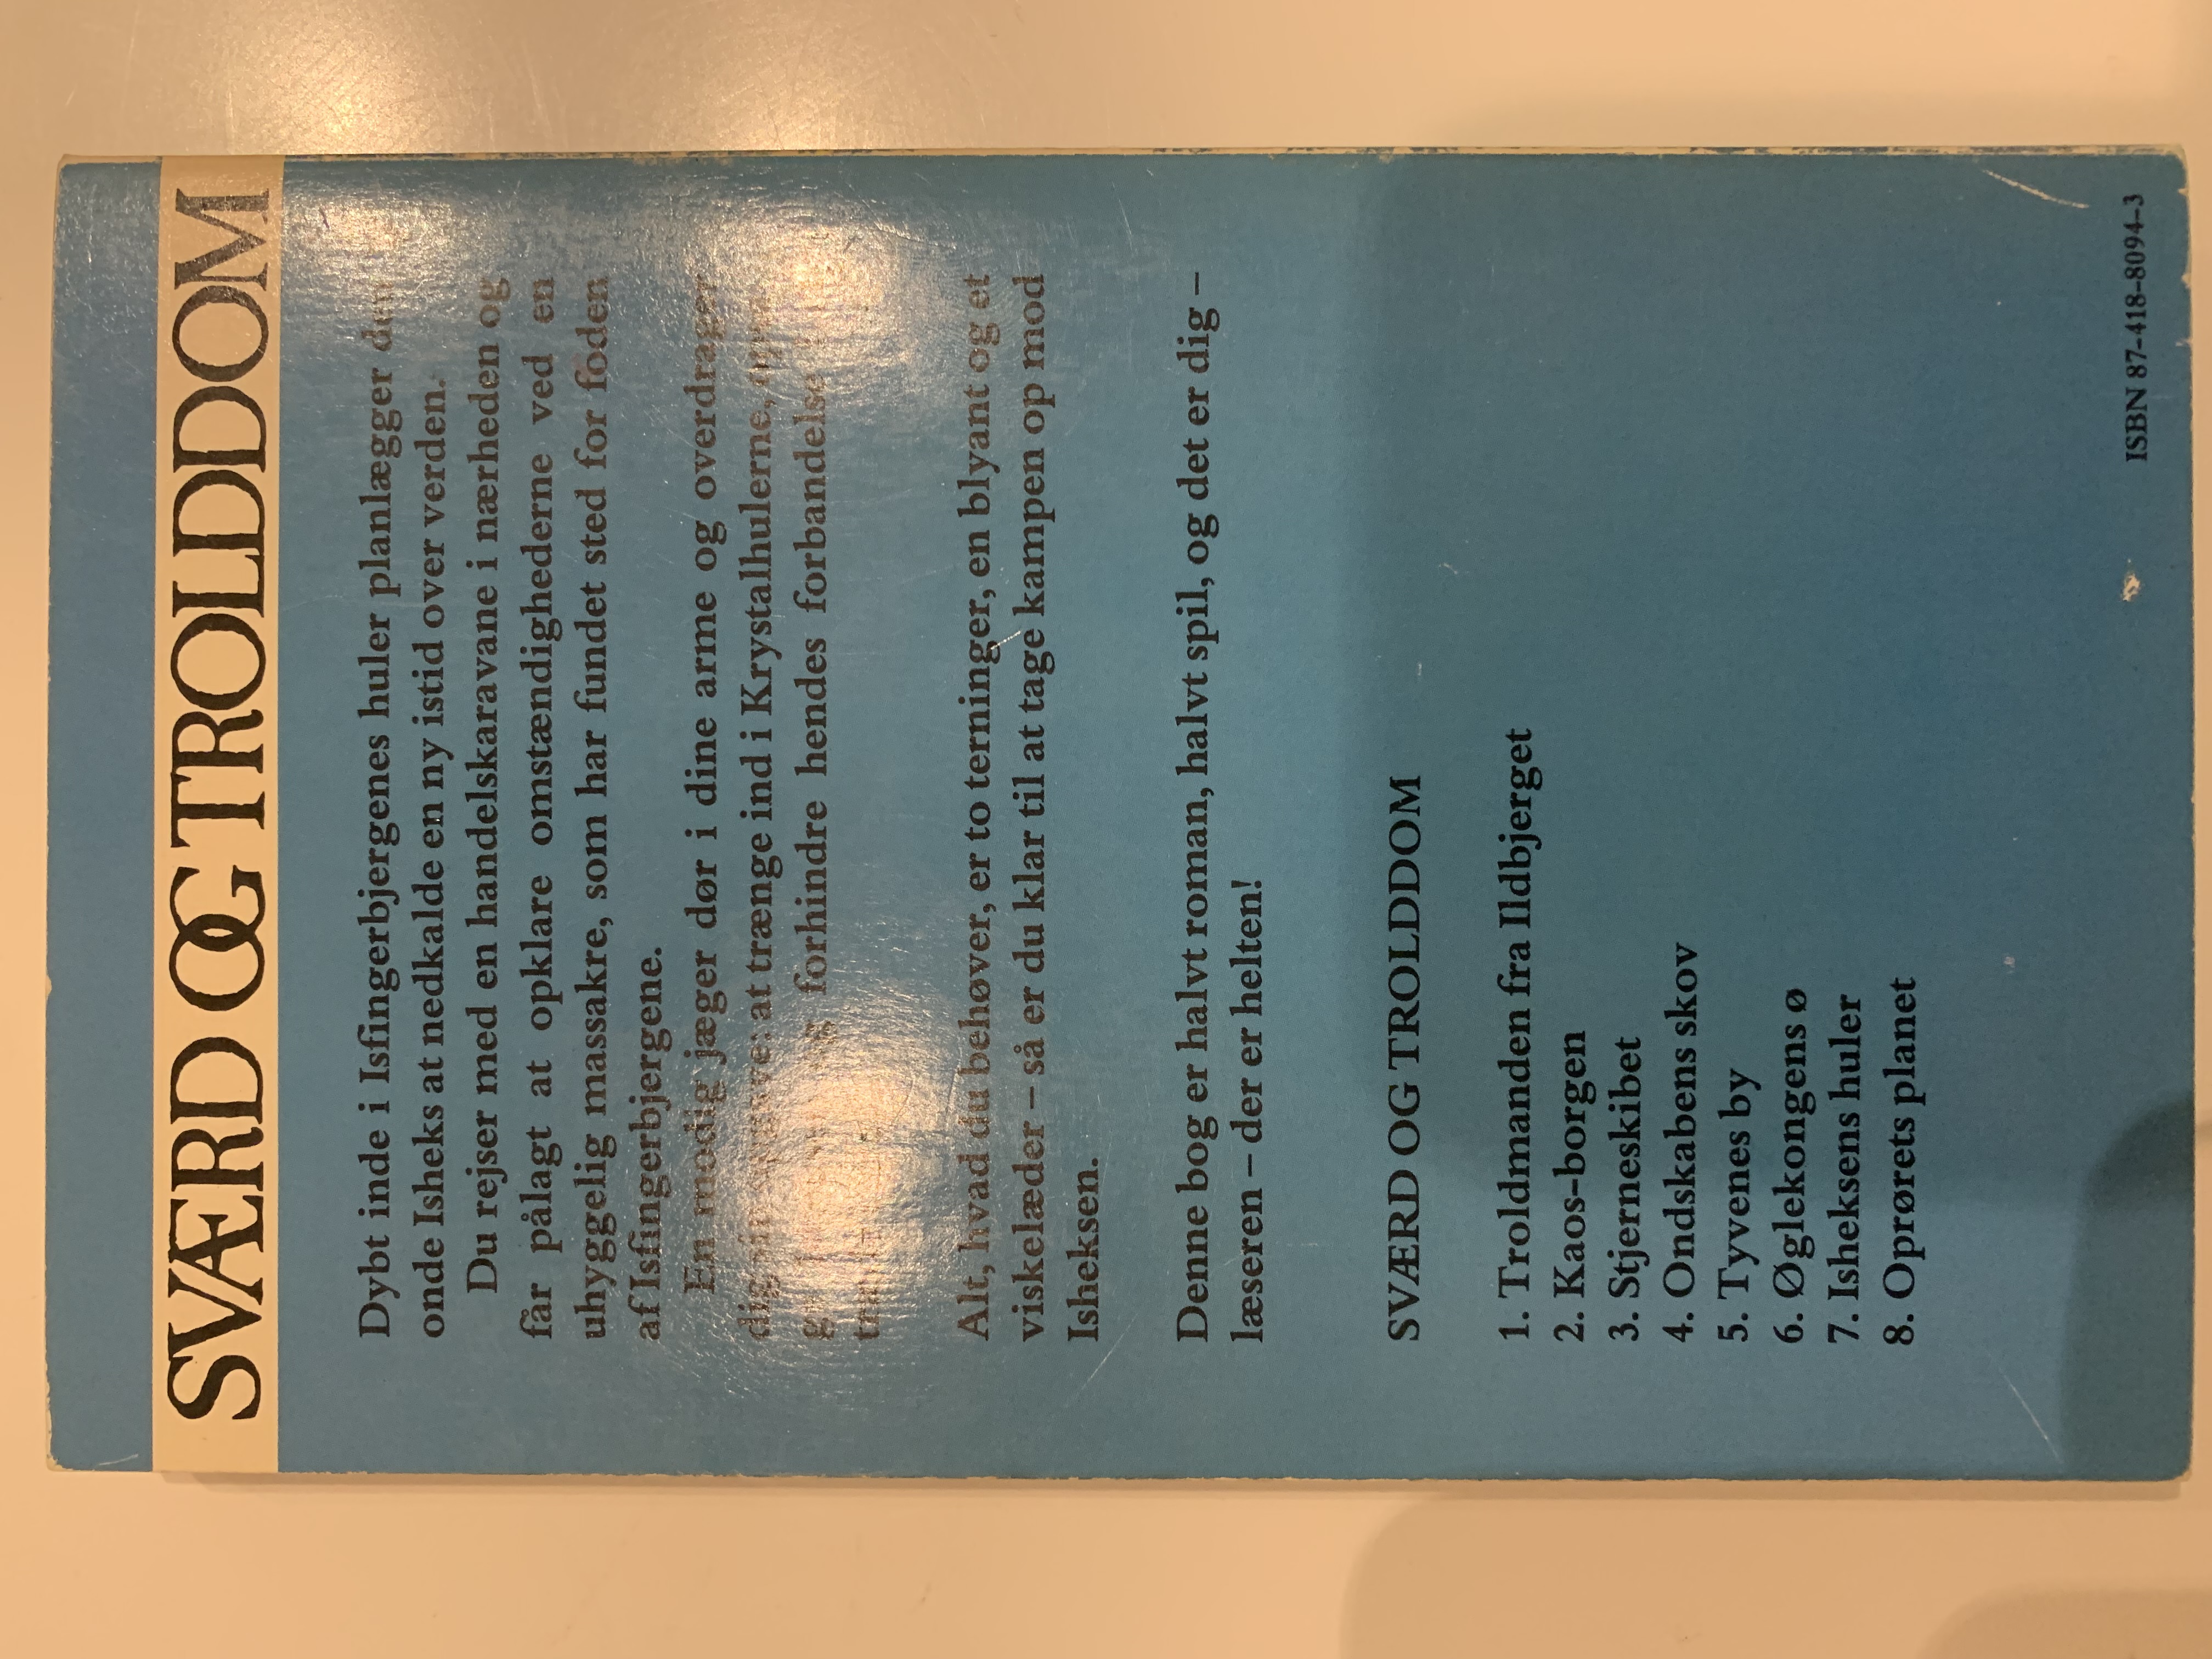 SVÆRD OG TROLDDOM
Dybt inde i Isfingerbjergenes huler planlægger den
onde Isheks at nedkalde en ny istid over verden.
Du rejser med en handelskaravane i nærheden og
får pålagt at opklare omstændighederne ved en
uhyggelig massakre, som har fundet sted for foden
af Isfingerbjergene.
En modig jæger dør i dine arme og overdrager
dig at trænge ind i Krystalhulerne,
forhindre hendes forbandelse
Alt, hvad du behøver, er to terninger, en blyant og et
viskelæder – så er du klar til at tage kampen op mod
Isheksen.
Denne bog er halvt roman, halvt spil, og det er dig –
læseren – der er helten!
SVÆRD OG TROLDDOM
1. Troldmanden fra Ildbjerget
2. Kaos-borgen
3. Stjerneskibet
4. Ondskabens skov
5. Tyvenes by
6. Øglekongens ø
7. Isheksens huler
8. Oprørets planet
ISBN 87-418-8094-3